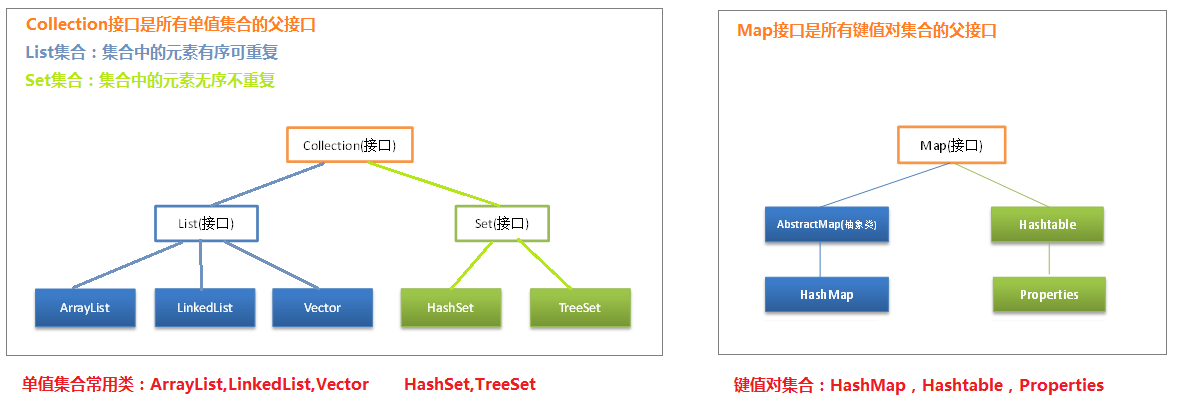 Collection接口是所有单值集合的父接口
List集合：集合中的元素有序可重复
Set集合：集合中的元素无序不重复
Collection(接口)
List(接口)
Set(接口)
ArrayList
LinkedList
Vector
HashSet
TreeSet
单值集合常用类：ArrayList,LinkedList,Vector HashSet,TreeSet
Map接口是所有键值对集合的父接口
Map(接口)
AbstractMap(抽象类)
Hashtable
HashMap
Properties
键值对集合：HashMap，Hashtable，Properties